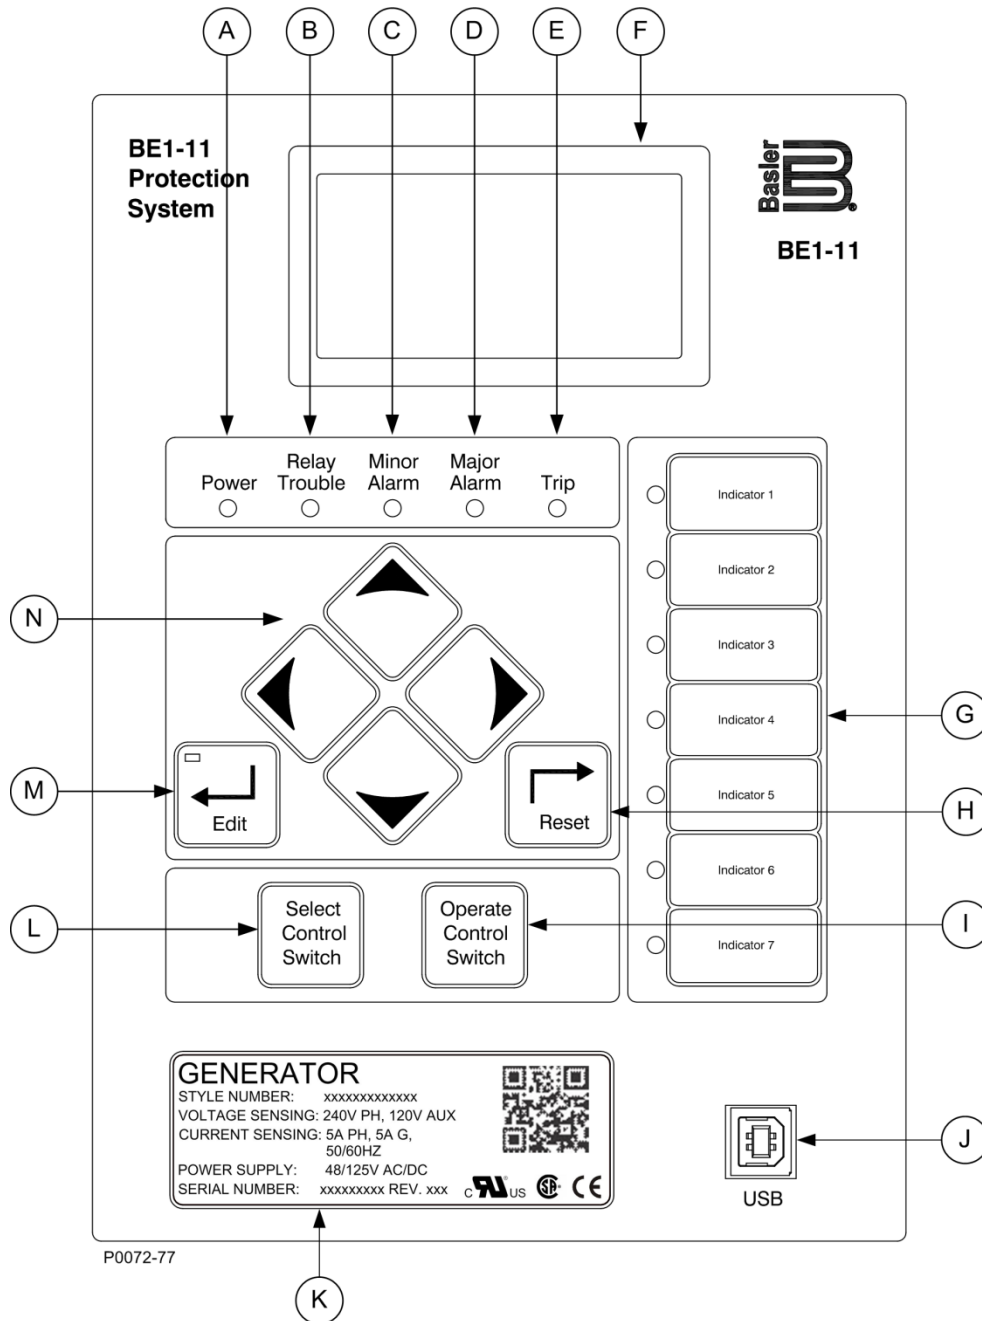 A B C D E F
BE1-11
Protection
System
Basler
BE1-11
Power
Relay
Trouble
Minor
Alarm
Major
Alarm
Trip
Indicator 1
Indicator 2
Indicator 3
Indicator 4
Indicator 5
Indicator 6
Indicator 7
N
G
M
Edit
Reset
H
L
Select
Control
Switch
Operate
Control
Switch
I
GENERATOR
STYLE NUMBER: xxxxxxxxxxxxx
VOLTAGE SENSING: 240V PH, 120V AUX
CURRENT SENSING: 5A PH, 5A G,
50/60HZ
POWER SUPPLY: 48/125V AC/DC
SERIAL NUMBER: xxxxxxxxx REV. xxx
C US
CE
J
USB
P0072-77
K